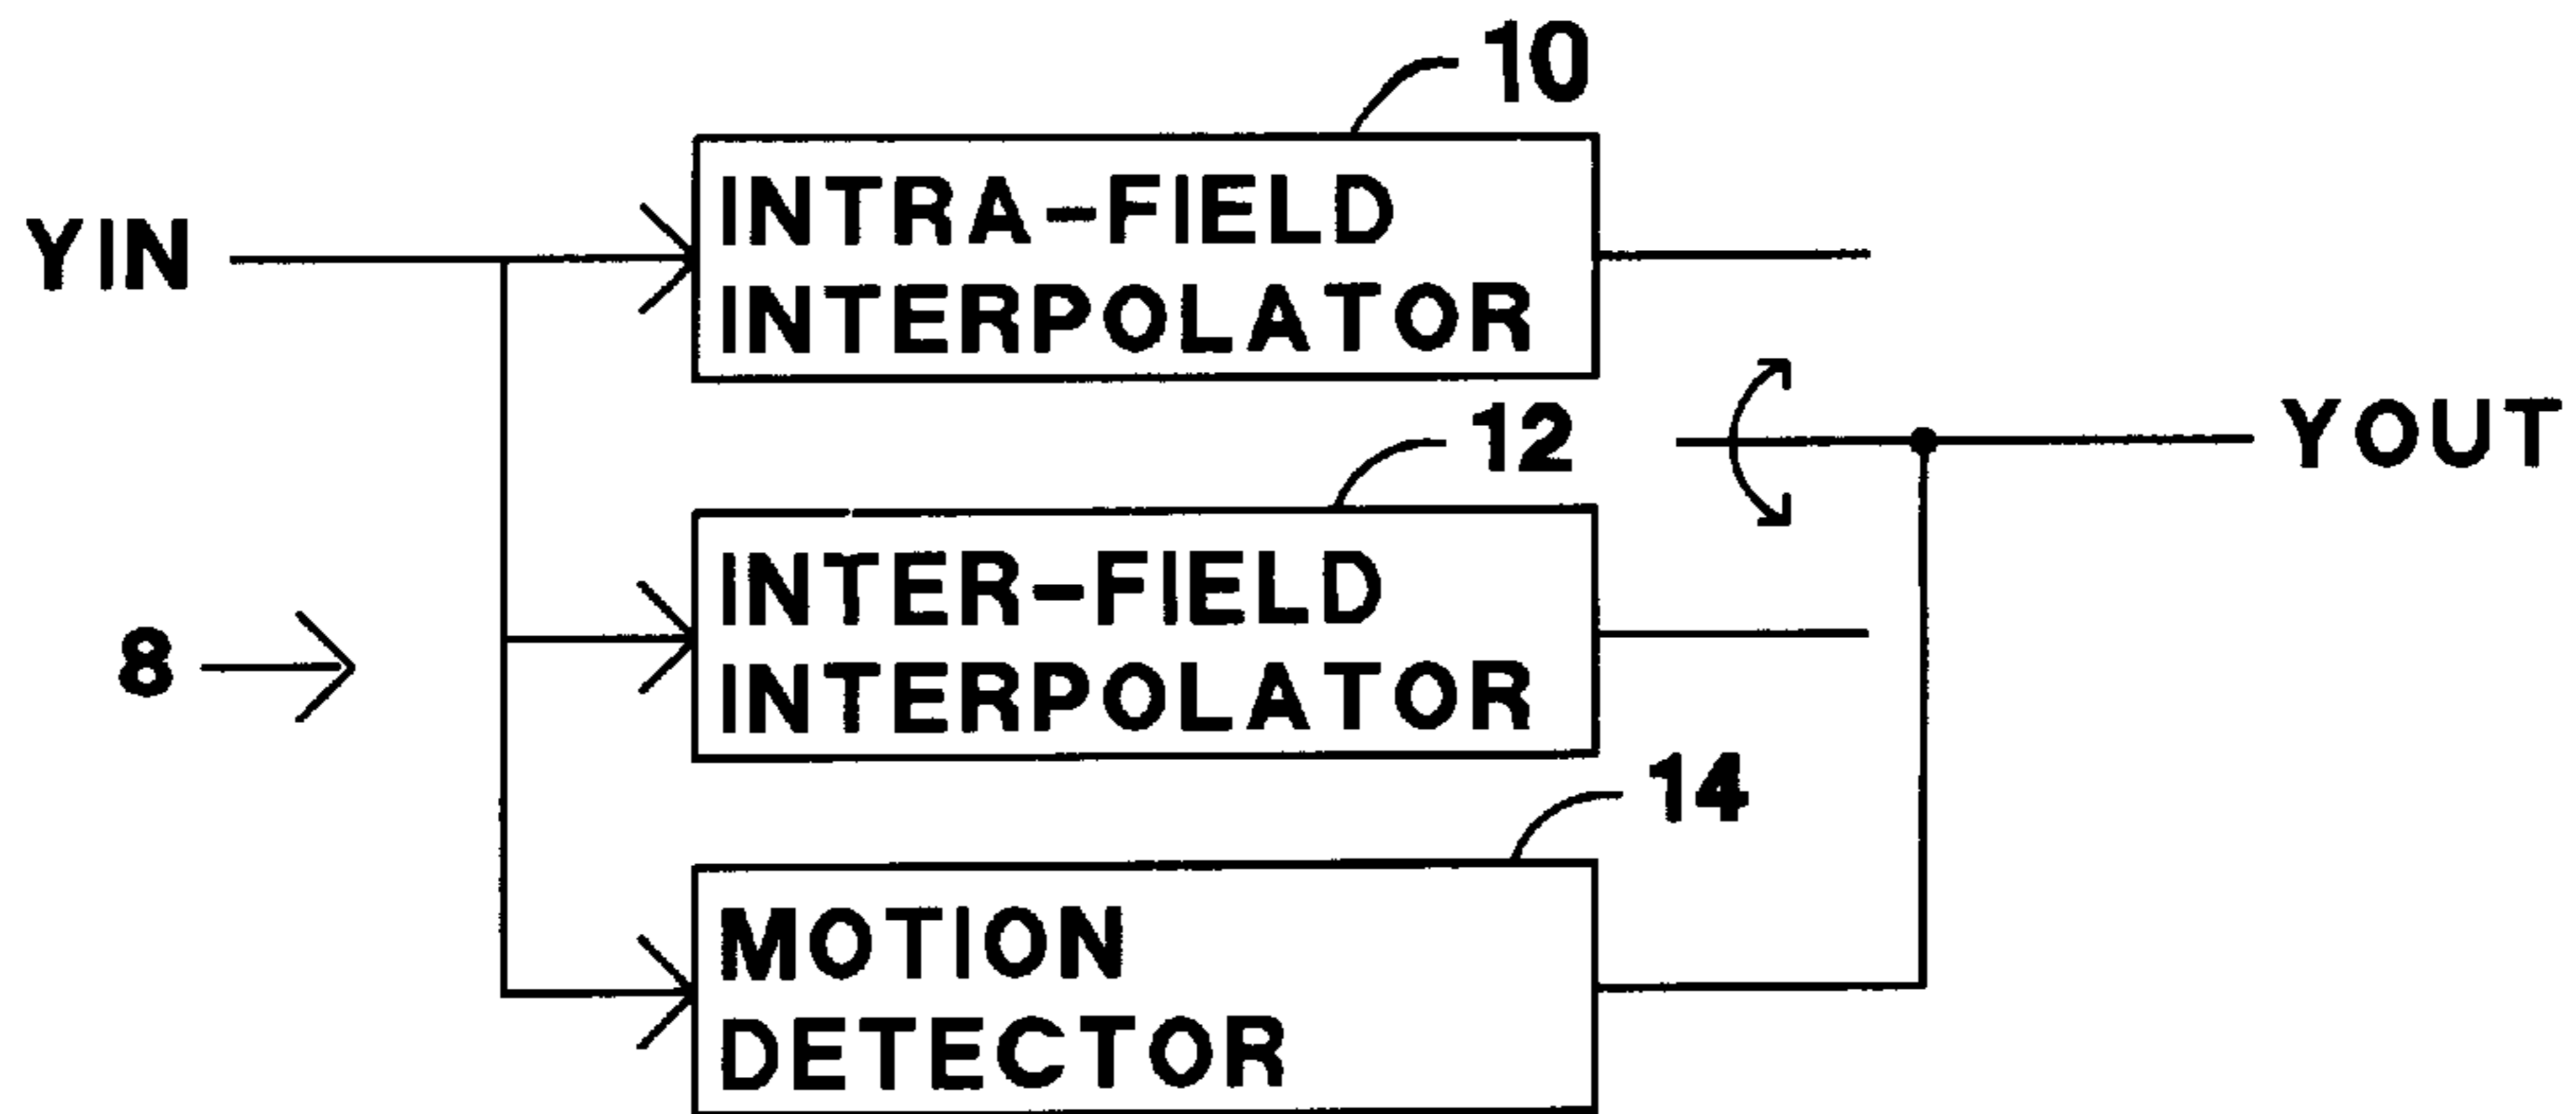 10
INTRA-FIELD
INTERPOLATOR
YIN
YOUT
12
INTER-FIELD
INTERPOLATOR
8
14
MOTION
DETECTOR